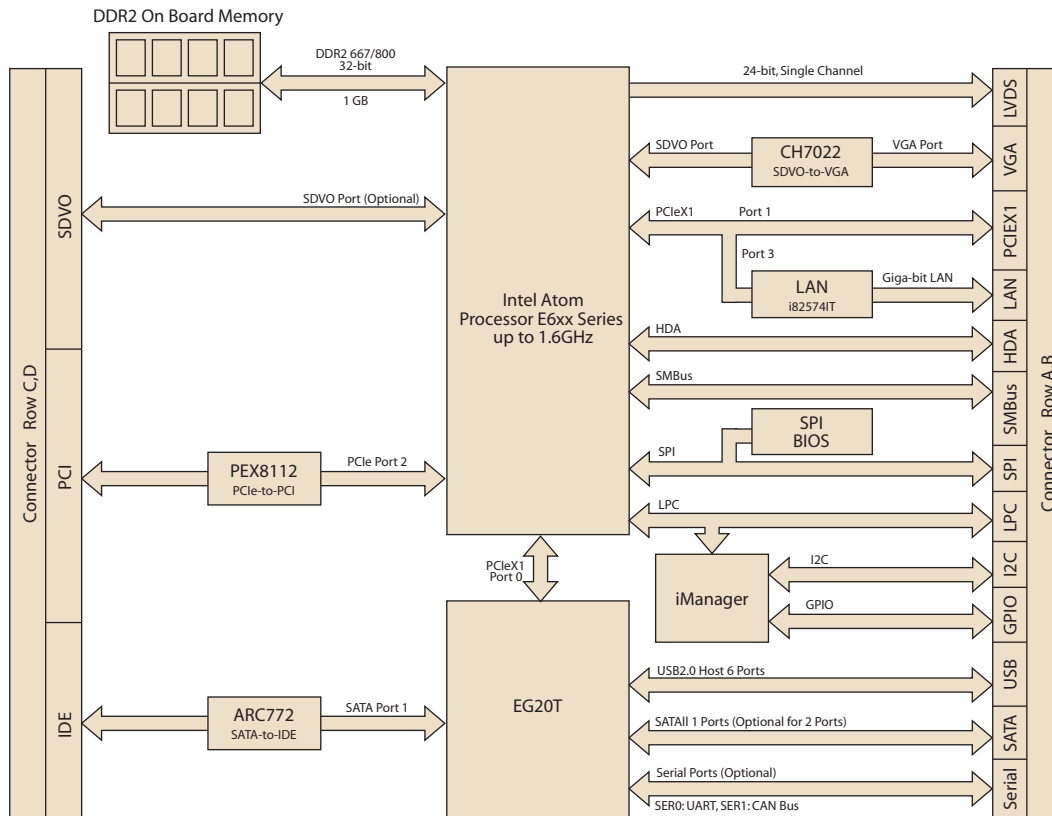 DDR2 On Board Memory
DDR2 667/800
32-bit
1 GB
24-bit, Single Channel
LVDS
SDVO Port
CH7022
SDVO-to-VGA
VGA Port
VGA
SDVO
SDVO Port (Optional)
PCIeX1
Port 1
PCIEX1
Port 3
LAN
i82574IT
Giga-bit LAN
LAN
Intel Atom
Processor E6xx Series
up to 1.6GHz
HDA
HDA
SMBus
SMBus
SPI
BIOS
SPI
SPI
Connector Row C,D
PCI
PEX8112
PCIe-to-PCI
PCIe Port 2
LPC
LPC
Connector Row A,B
PCIeX1
Port 0
iManager
I2C
I2C
GPIO
GPIO
EG20T
USB2.0 Host 6 Ports
USB
IDE
ARC772
SATA-to-IDE
SATA Port 1
SATAII 1 Ports (Optional for 2 Ports)
SATA
Serial Ports (Optional)
SER0: UART, SER1: CAN Bus
Serial